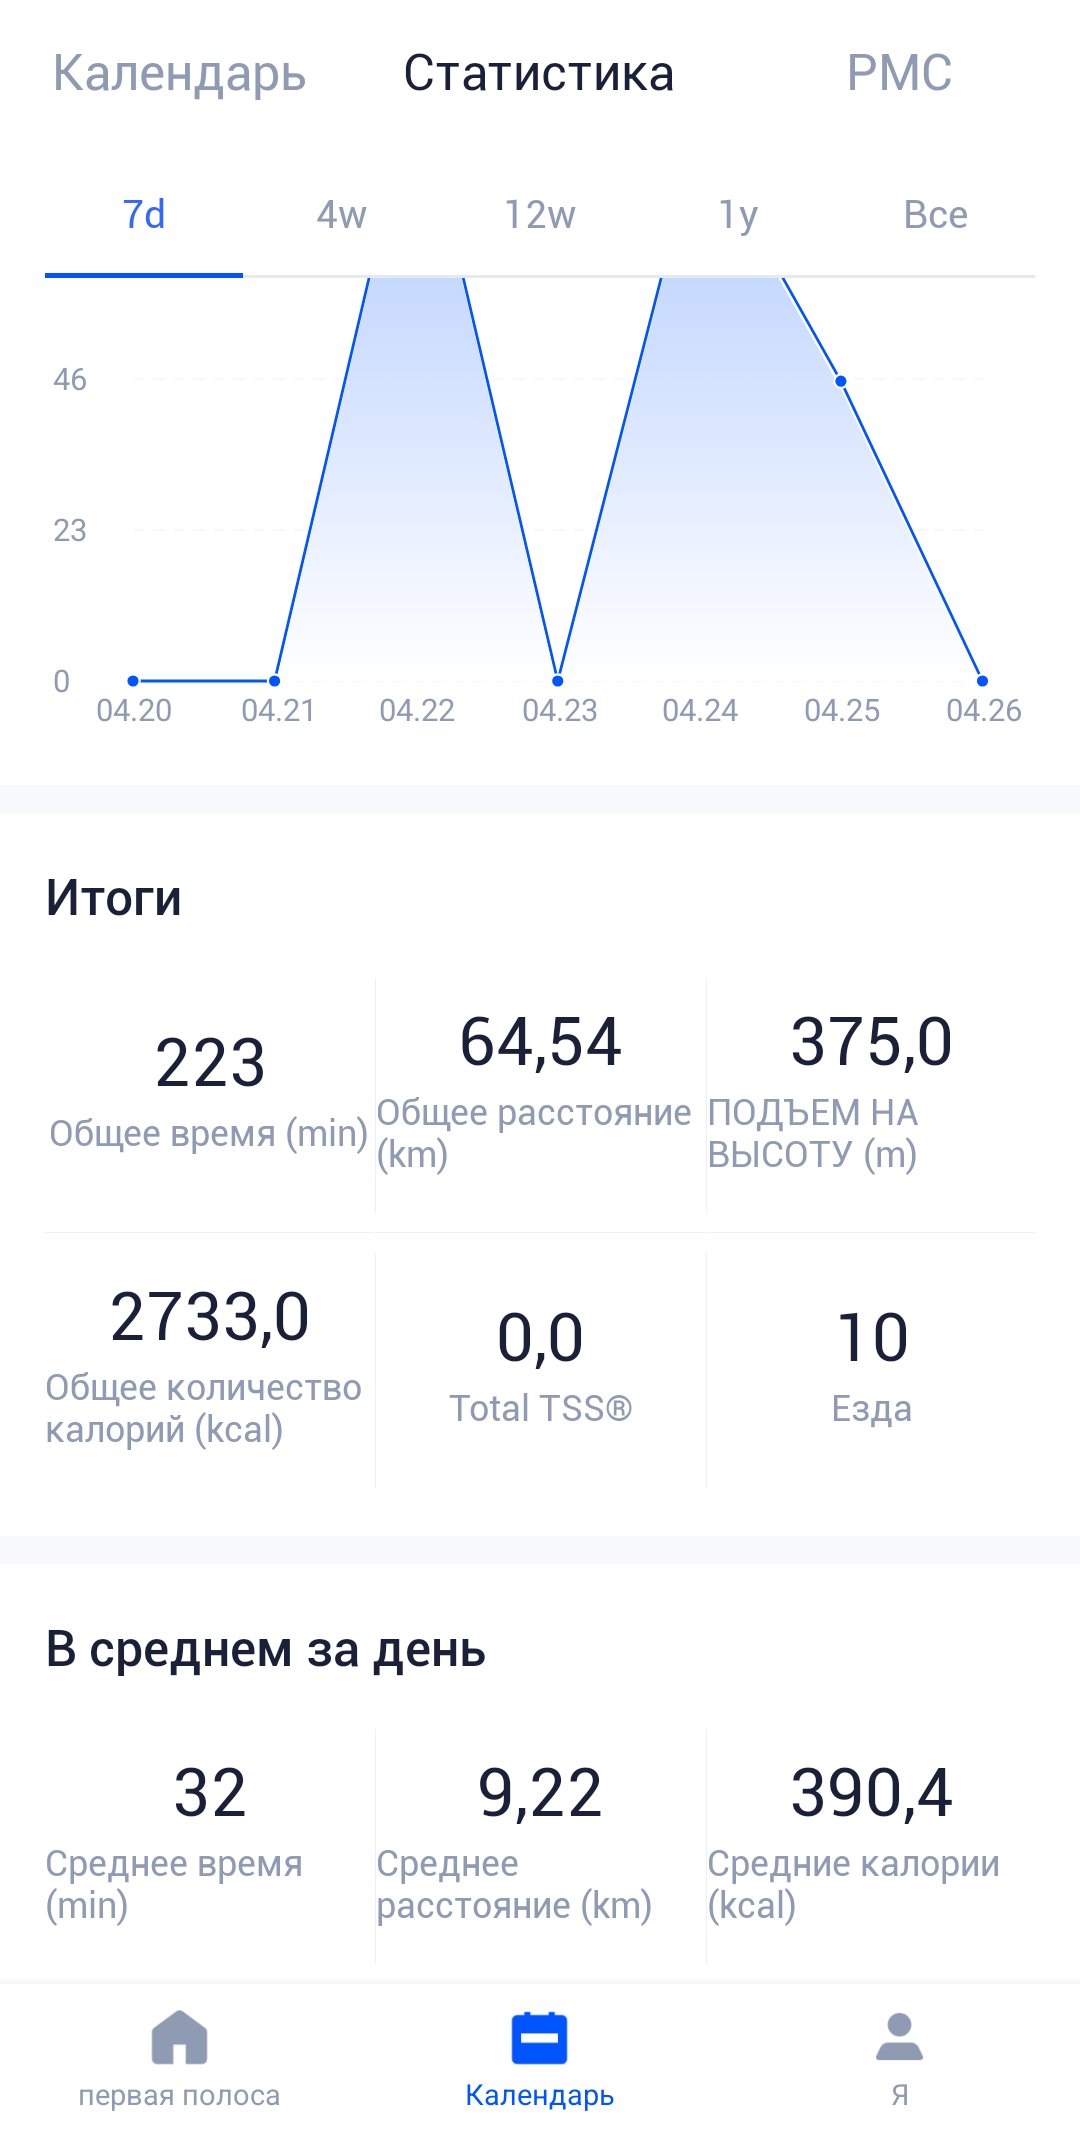 Календарь Статистика PMC
7d 4w 12w 1y Все
46
23
0
04.20 04.21 04.22 04.23 04.24 04.25 04.26
Итоги
223 64,54 375,0
Общее время (min) Общее расстояние ПОДЪЕМ НА
(km) ВЫСОТУ (m)
2733,0 0,0 10
Общее количество Total TSS® Езда
калорий (kcal)
В среднем за день
32 9,22 390,4
Среднее время Среднее Средние калории
(min) расстояние (km) (kcal)
первая полоса Календарь Я